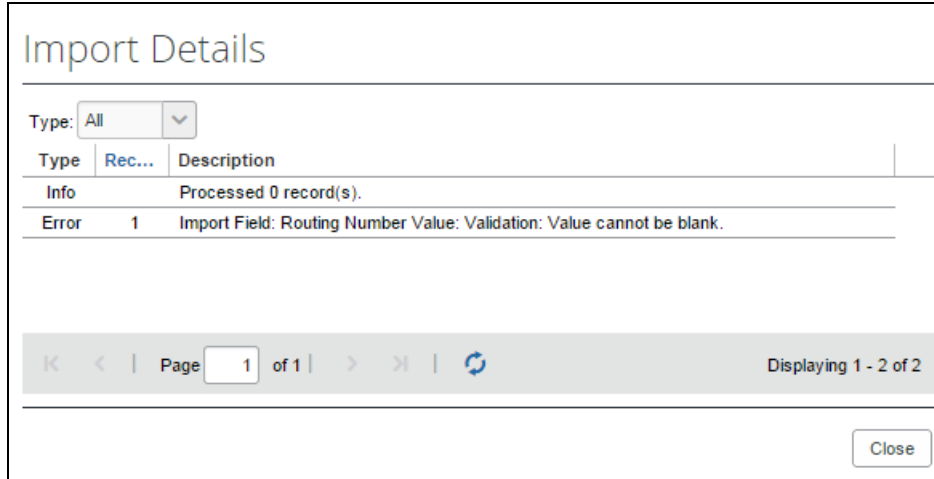 Import Details
Type: All
Type Rec... Description
Info Processed 0 record(s).
Error 1 Import Field: Routing Number Value: Validation: Value cannot be blank.
Page 1 of 1 Displaying 1 - 2 of 2
Close